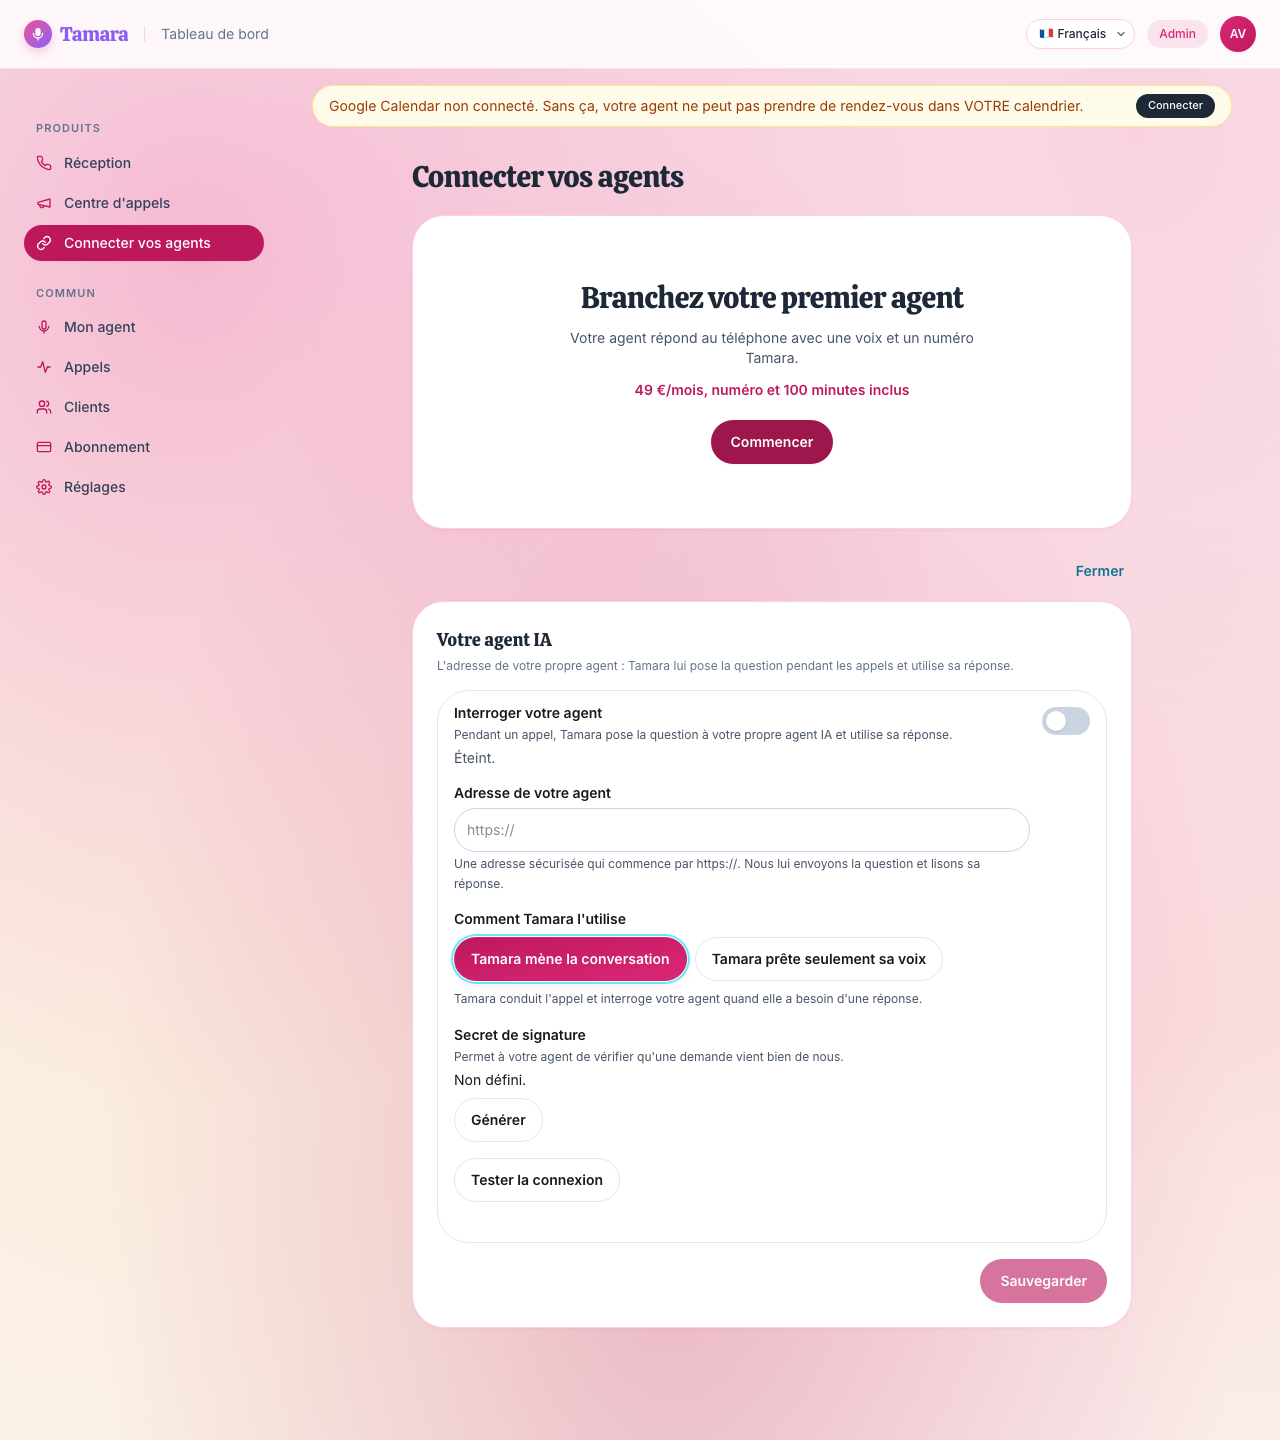 Tamara
Tableau de bord
Français
Admin
AV
Google Calendar non connecté. Sans ça, votre agent ne peut pas prendre de rendez-vous dans VOTRE calendrier.
Connecter
PRODUITS
Réception
Centre d'appels
Connecter vos agents
COMMUN
Mon agent
Appels
Clients
Abonnement
Réglages
Connecter vos agents
Branchez votre premier agent
Votre agent répond au téléphone avec une voix et un numéro
Tamara.
49 €/mois, numéro et 100 minutes inclus
Commencer
Fermer
Votre agent IA
L'adresse de votre propre agent : Tamara lui pose la question pendant les appels et utilise sa réponse.
Interroger votre agent
Pendant un appel, Tamara pose la question à votre propre agent IA et utilise sa réponse.
Éteint.
Adresse de votre agent
https://
Une adresse sécurisée qui commence par https://. Nous lui envoyons la question et lisons sa
réponse.
Comment Tamara l'utilise
Tamara mène la conversation
Tamara prête seulement sa voix
Tamara conduit l'appel et interroge votre agent quand elle a besoin d'une réponse.
Secret de signature
Permet à votre agent de vérifier qu'une demande vient bien de nous.
Non défini.
Générer
Tester la connexion
Sauvegarder